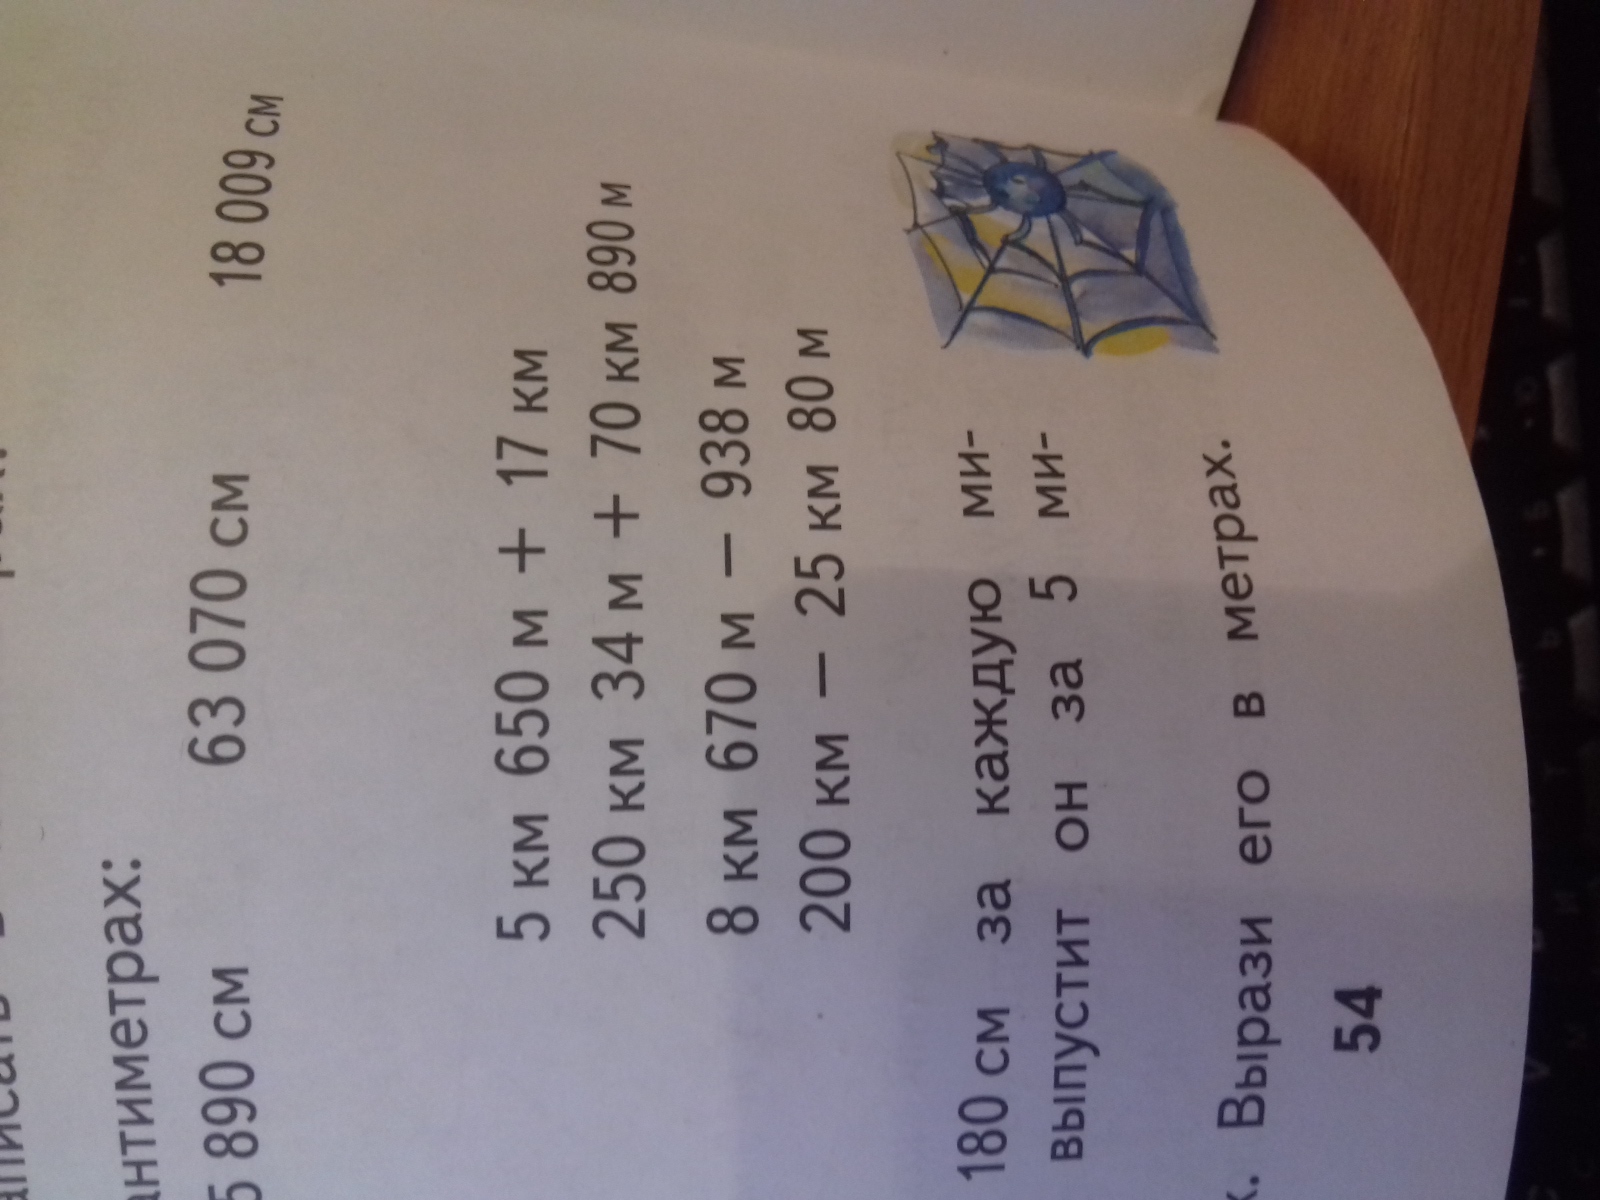 антиметрах:
5 890 см 63 070 см 18 009 см
5 км 650 м + 17 км
250 км 34 м + 70 км 890 м
8 км 670 м − 938 м
200 км − 25 км 80 м
180 см за каждую ми-
выпустит он за 5 ми-
Вырази его в метрах.
54